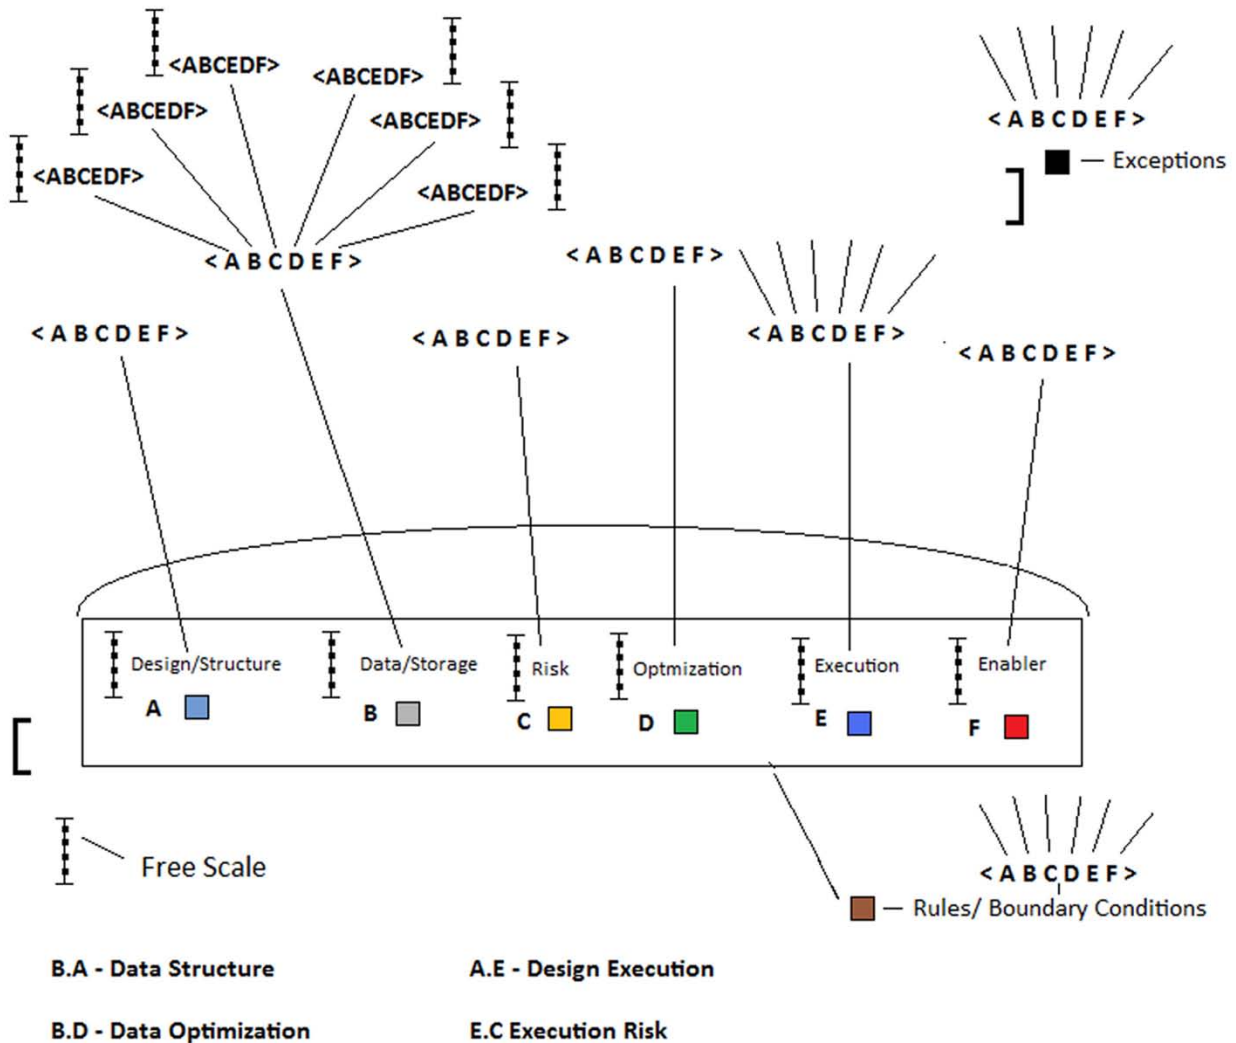 <ABCEDF>
<ABCEDF>
<ABCEDF>
<ABCEDF>
<ABCEDF>
<ABCEDF>
< A B C D E F >
< A B C D E F >
— Exceptions
< A B C D E F >
< A B C D E F >
< A B C D E F >
< A B C D E F >
< A B C D E F >
Design/Structure
Data/Storage
Risk
Optmization
Execution
Enabler
A
B
C
D
E
F
Free Scale
< A B C D E F >
— Rules/ Boundary Conditions
B.A - Data Structure
A.E - Design Execution
B.D - Data Optimization
E.C Execution Risk